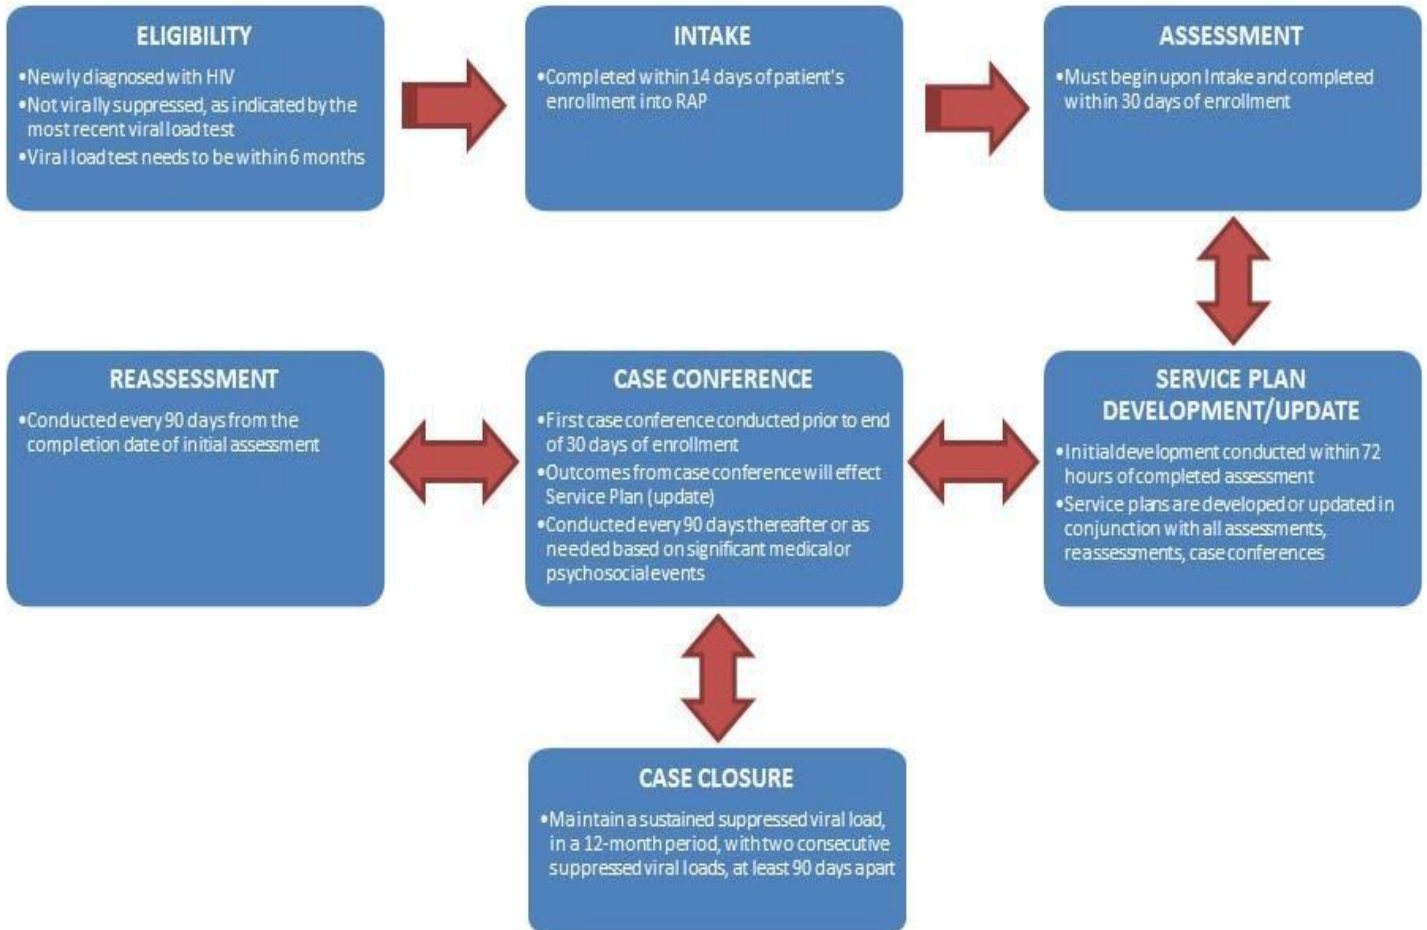 ELIGIBILITY
•Newly diagnosed with HIV
•Not virally suppressed, as indicated by the
most recent viral load test
•Viral load test needs to be within 6 months
INTAKE
•Completed within 14 days of patient's
enrollment into RAP
ASSESSMENT
•Must begin upon Intake and completed
within 30 days of enrollment
REASSESSMENT
•Conducted every 90 days from the
completion date of initial assessment
CASE CONFERENCE
•First case conference conducted prior to end
of 30 days of enrollment
•Outcomes from case conference will effect
Service Plan (update)
•Conducted every 90 days thereafter or as
needed based on significant medical or
psychosocial events
SERVICE PLAN
DEVELOPMENT/UPDATE
•Initial development conducted within 72
hours of completed assessment
•Service plans are developed or updated in
conjunction with all assessments,
reassessments, case conferences
CASE CLOSURE
•Maintain a sustained suppressed viral load,
in a 12-month period, with two consecutive
suppressed viral loads, at least 90 days apart